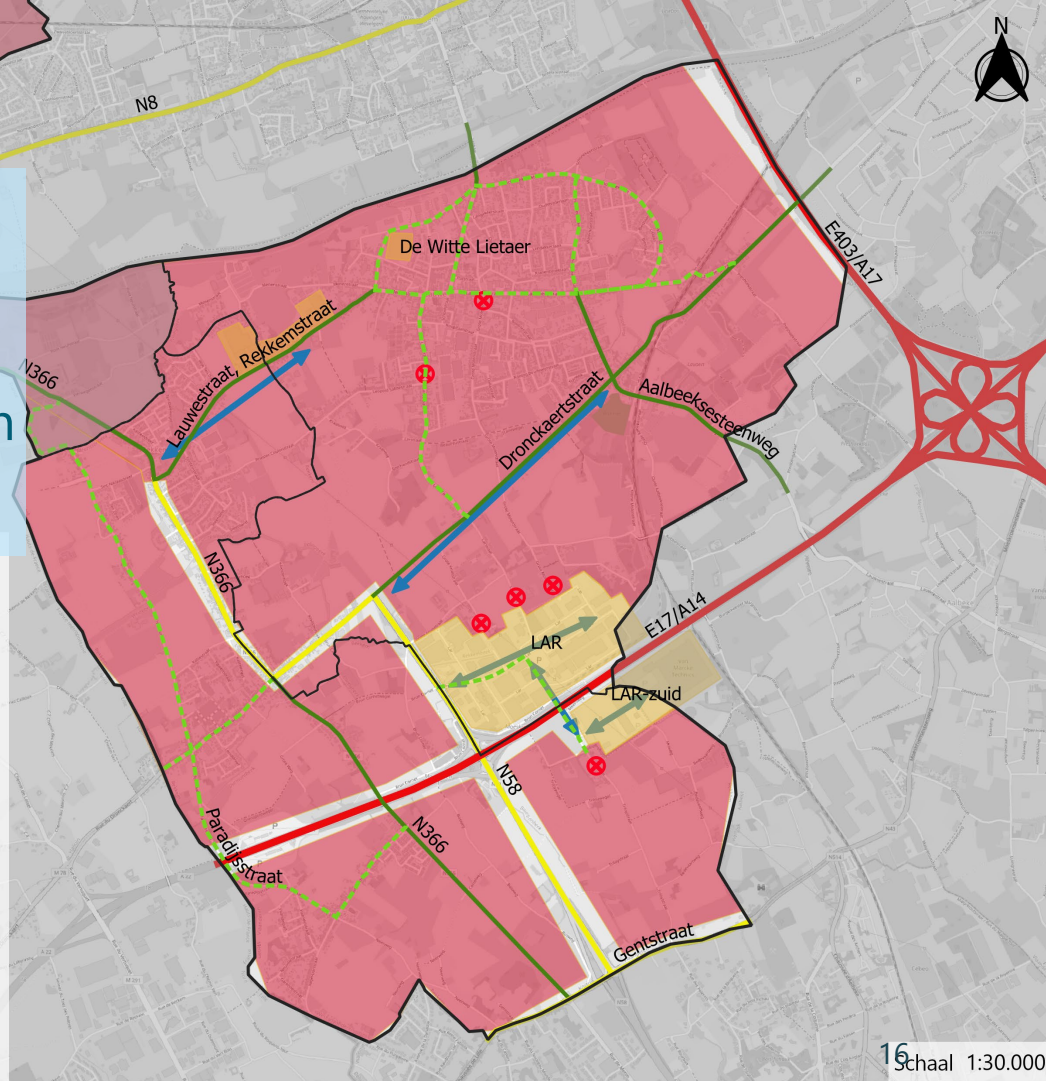 N
N8
De Witte Lietaer
E403/A17
N366
Lauwestraat, Rekkemstraat
n
Dronckaertstraat
Aalbeeksesteenweg
N366
E17/A14
LAR
LAR-zuid
N58
Paradijsstraat
N366
Gentstraat
16
Schaal 1:30.000